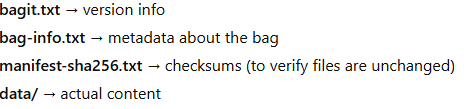 bagit.txt → version info
bag-info.txt → metadata about the bag
manifest-sha256.txt → checksums (to verify files are unchanged)
data/ → actual content